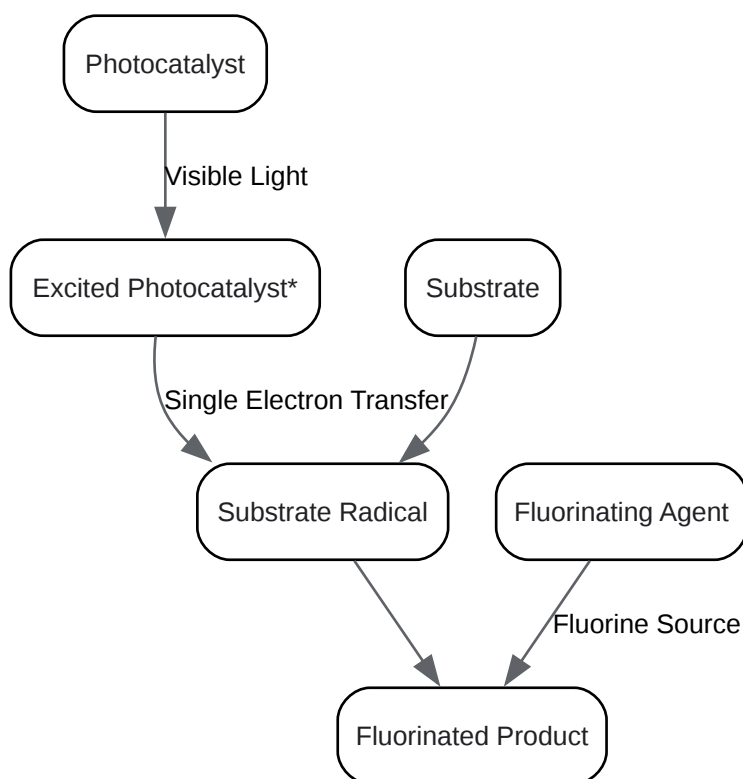 Photocatalyst
Visible Light
Excited Photocatalyst*
Substrate
Single Electron Transfer
Substrate Radical
Fluorinating Agent
Fluorine Source
Fluorinated Product